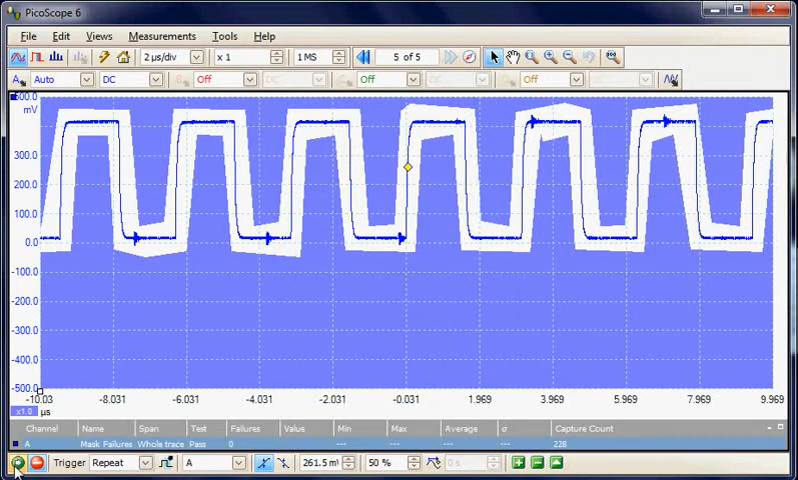 PicoScope 6
File Edit Views Measurements Tools Help
2 µs/div x 1 1 MS 5 of 5
A Auto DC Off DC Off Off
500.0
mV
300.0
200.0
100.0
0.0
-100.0
-200.0
-300.0
-400.0
-500.0
-10.03 -8.031 -6.031 -4.031 -2.031 -0.031 1.969 3.969 5.969 7.969 9.969
x1.0 µs
Channel Name Span Test Failures Value Min Max Average σ Capture Count
A Mask Failures Whole trace Pass 0 --- --- --- --- --- 228
Trigger Repeat A 261.5 mV 50 % 0 s